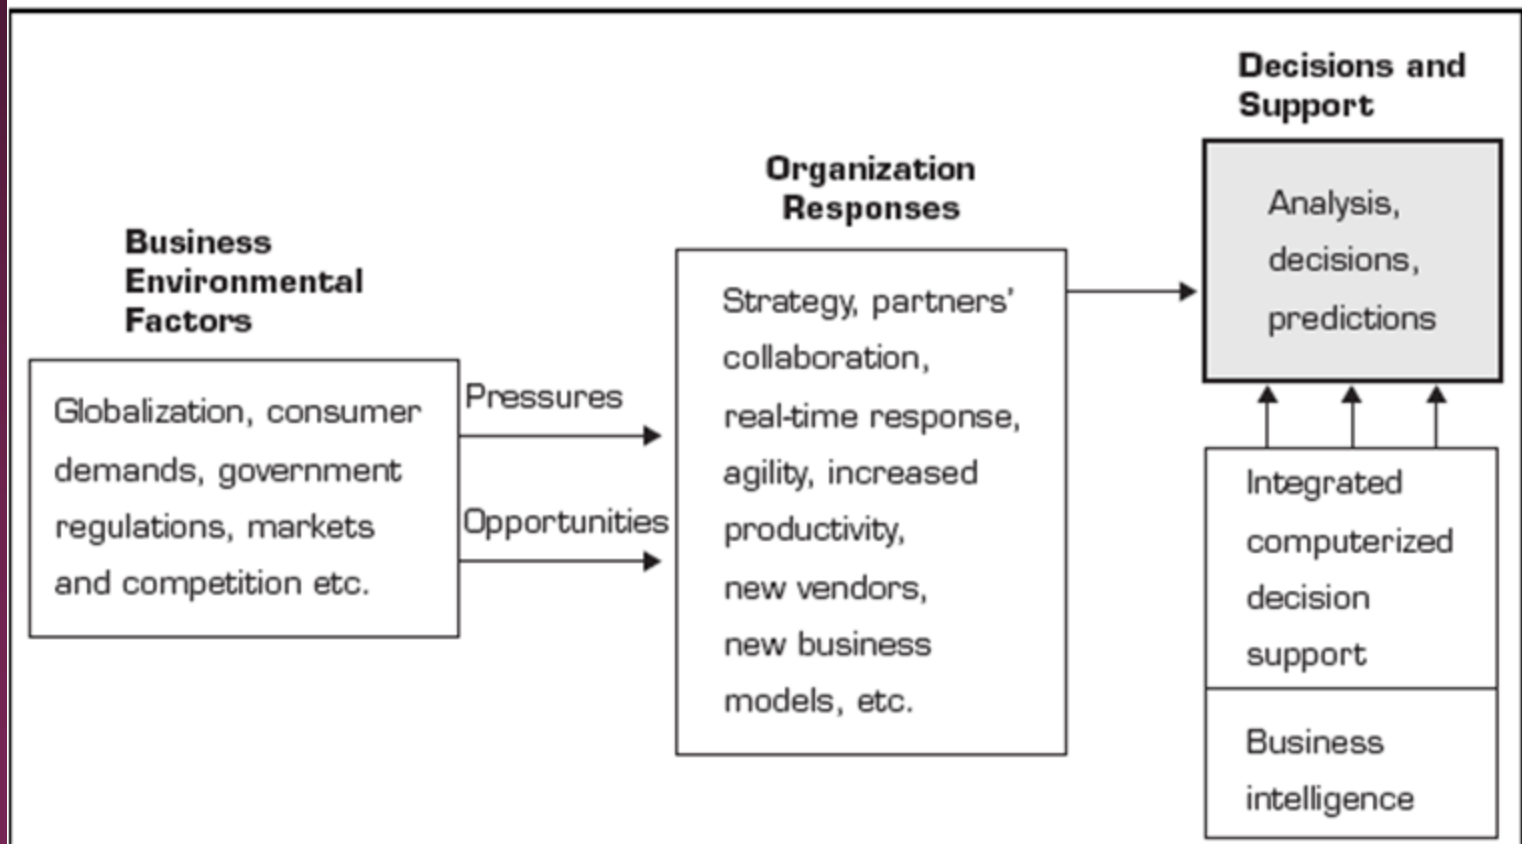 Business
Environmental
Factors
Globalization, consumer
demands, government
regulations, markets
and competition etc.
Pressures
Opportunities
Organization
Responses
Strategy, partners'
collaboration,
real-time response,
agility, increased
productivity,
new vendors,
new business
models, etc.
Decisions and
Support
Analysis,
decisions,
predictions
Integrated
computerized
decision
support
Business
intelligence